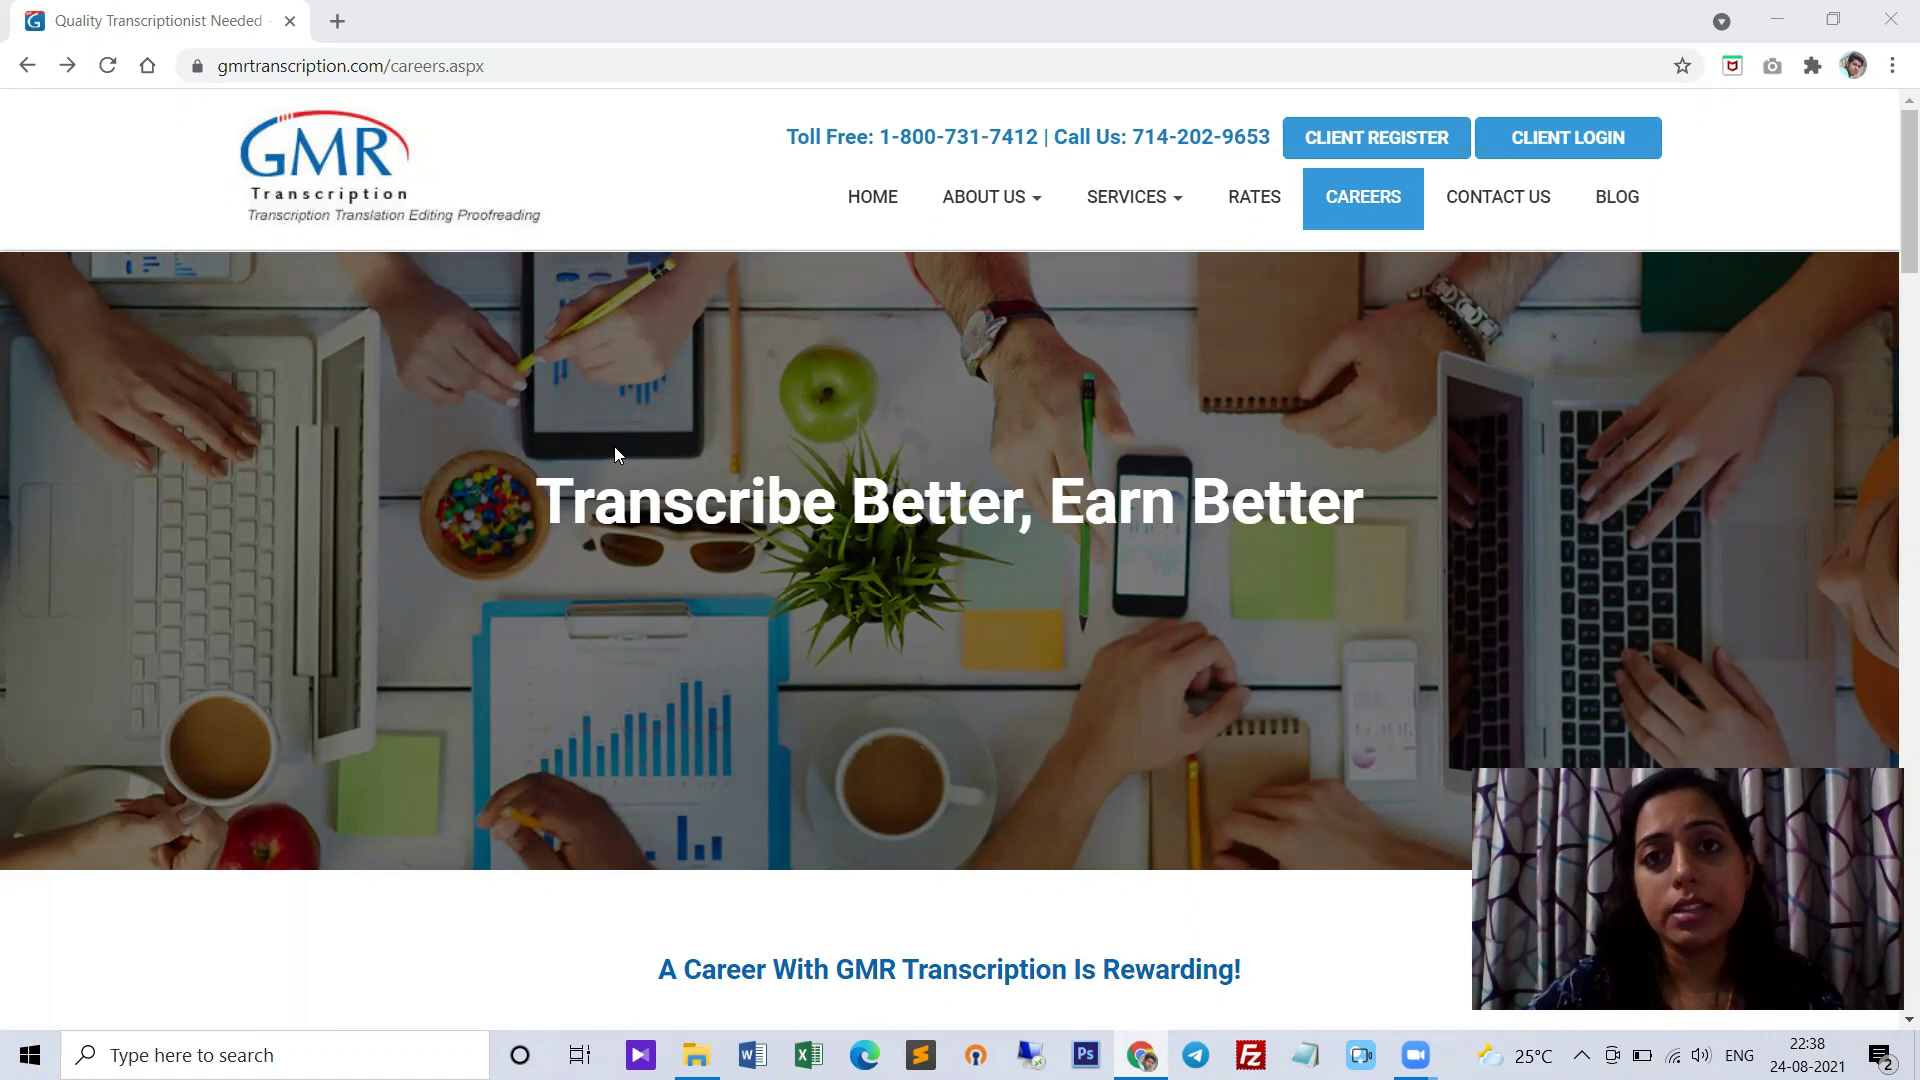 Quality Transcriptionist Needed -
gmrtranscription.com/careers.aspx
GMR
Transcription
Transcription Translation Editing Proofreading
Toll Free: 1-800-731-7412 | Call Us: 714-202-9653
CLIENT REGISTER
CLIENT LOGIN
HOME
ABOUT US
SERVICES
RATES
CAREERS
CONTACT US
BLOG
Transcribe Better, Earn Better
A Career With GMR Transcription Is Rewarding!
Type here to search
Ps
25°C
ENG
22:38
24-08-2021
2